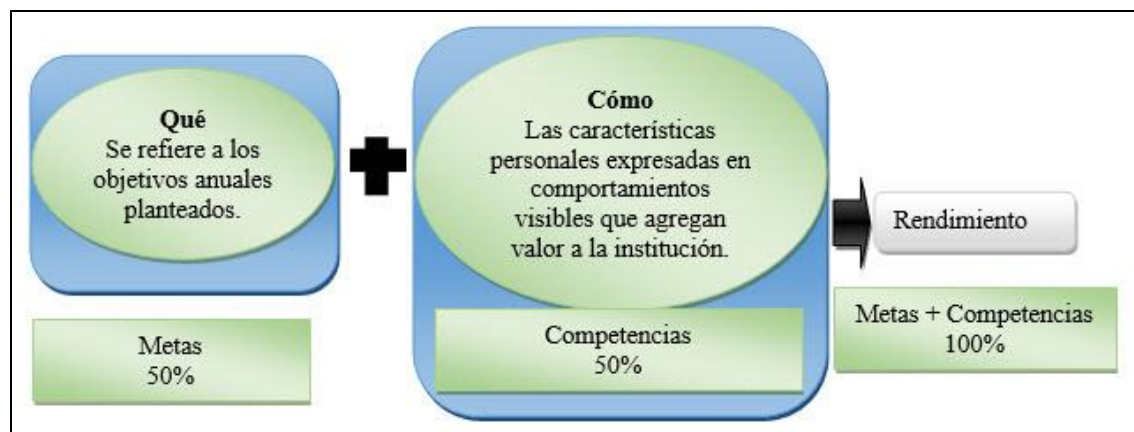 Qué
Se refiere a los
objetivos anuales
planteados.
Metas
50%
Cómo
Las características
personales expresadas en
comportamientos
visibles que agregan
valor a la institución.
Competencias
50%
Rendimiento
Metas + Competencias
100%